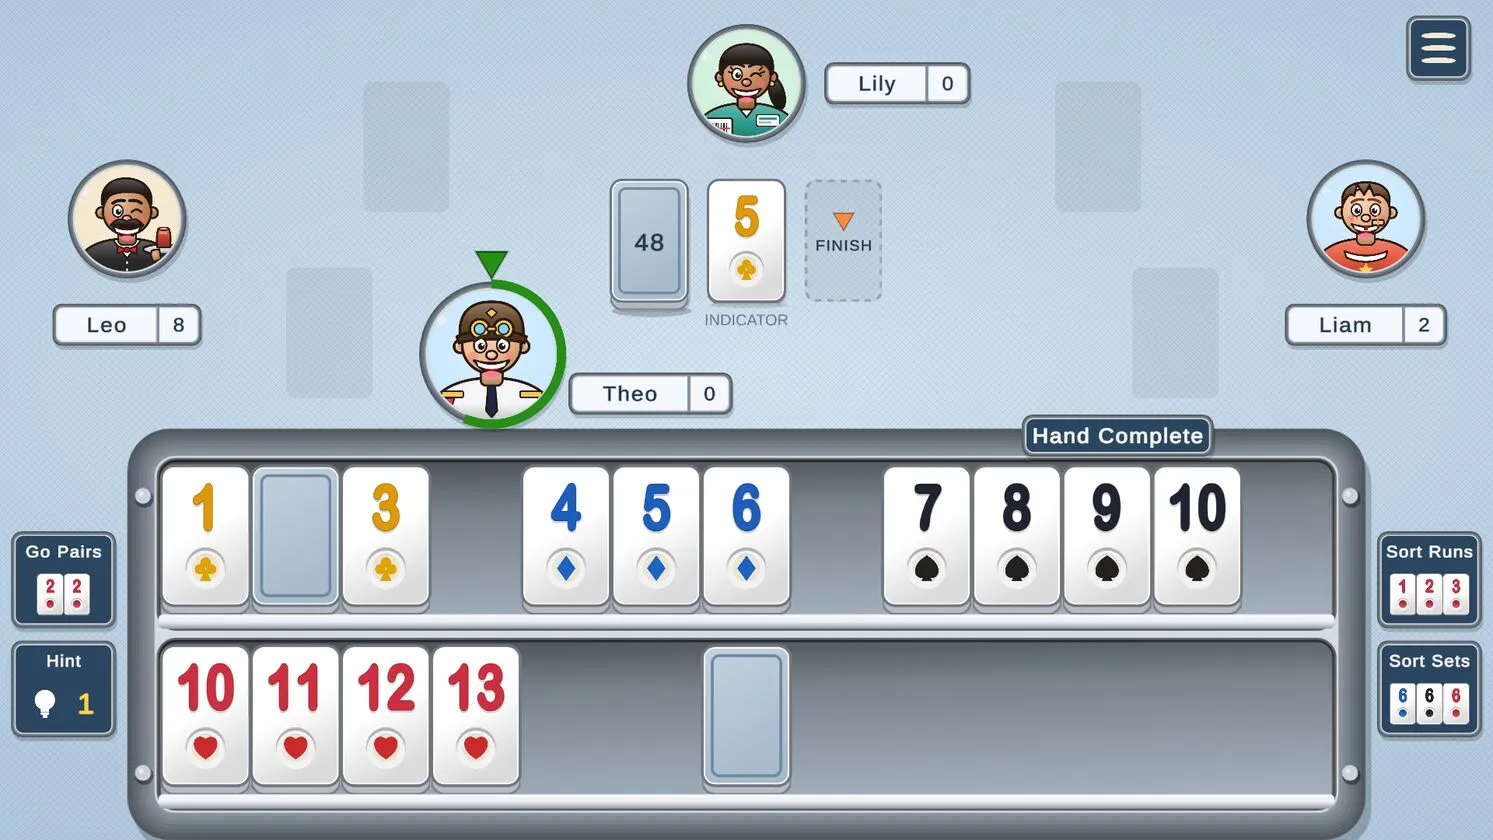 Lily 0
48
5
FINISH
INDICATOR
Leo 8
Liam 2
Theo 0
Hand Complete
1 3 4 5 6 7 8 9 10
Go Pairs
2 2
Sort Runs
1 2 3
10 11 12 13
Hint
1
Sort Sets
6 6 6